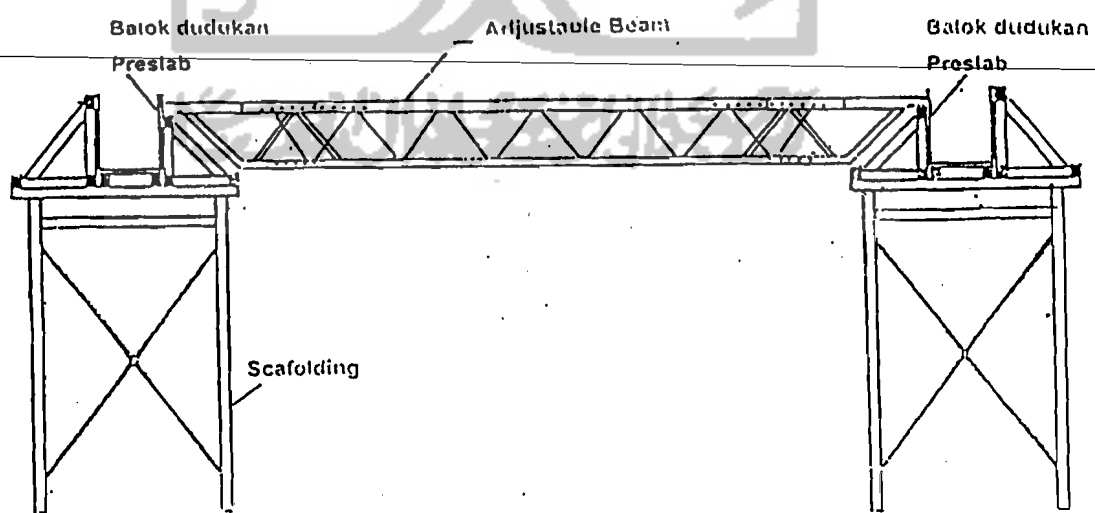 Balok dudukan
Preslab
Adjustable Beam
Balok dudukan
Preslab
Scafolding